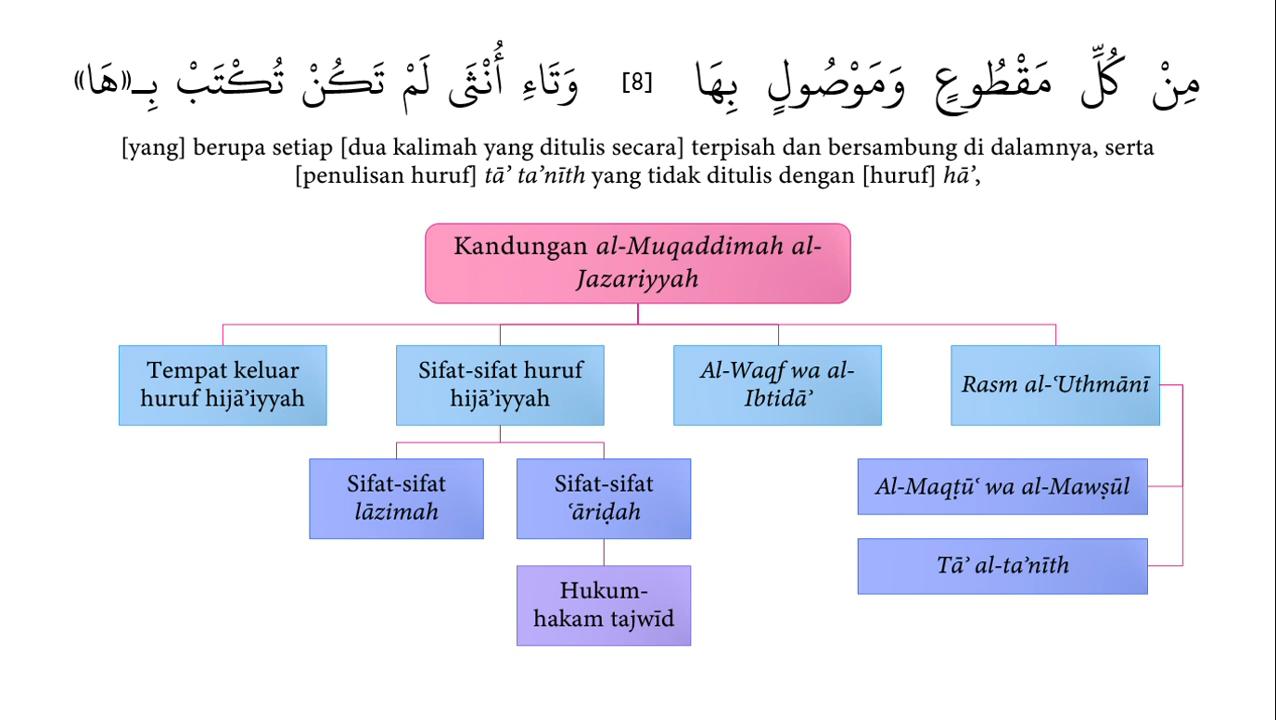 مِنْ كُلِّ مَقْطُوعٍ وَمَوْصُولٍ بِهَا [8] وَتَاءِ أُنْثَى لَمْ تَكُنْ تُكْتَبْ بِـ«هَا»
[yang] berupa setiap [dua kalimah yang ditulis secara] terpisah dan bersambung di dalamnya, serta
[penulisan huruf] tā’ ta’nīth yang tidak ditulis dengan [huruf] hā’,
Kandungan al-Muqaddimah al-
Jazariyyah
Tempat keluar
huruf hijā’iyyah
Sifat-sifat huruf
hijā’iyyah
Al-Waqf wa al-
Ibtidā’
Rasm al-‘Uthmānī
Sifat-sifat
lāzimah
Sifat-sifat
‘āriḍah
Al-Maqṭū‘ wa al-Mawṣūl
Tā’ al-ta’nīth
Hukum-
hakam tajwīd